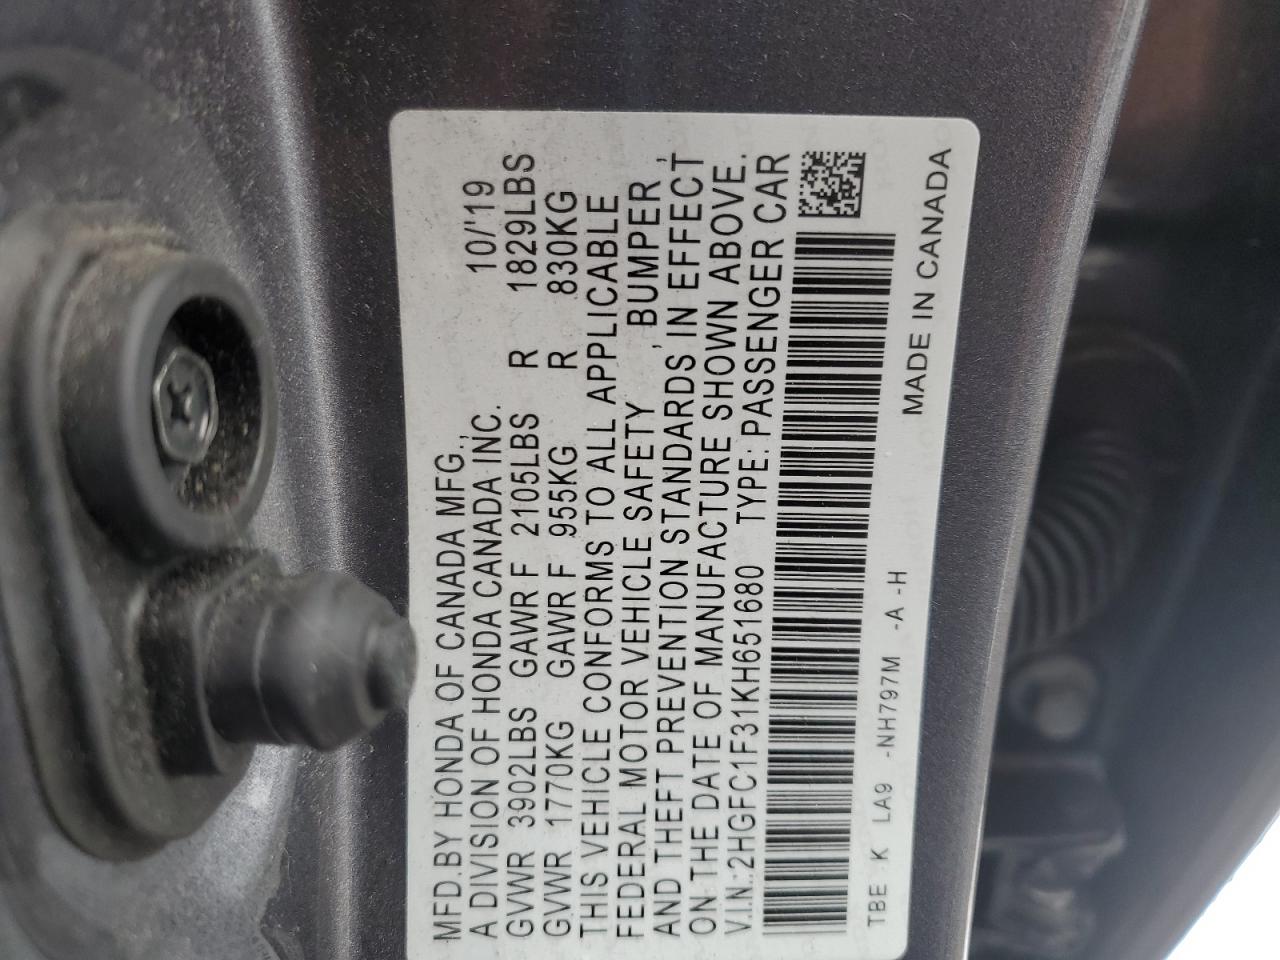 MFD.BY HONDA OF CANADA MFG., 10/'19
A DIVISION OF HONDA CANADA INC.
GVWR 3902LBS GAWR F 2105LBS R 1829LBS
GVWR 1770KG GAWR F 955KG R 830KG
THIS VEHICLE CONFORMS TO ALL APPLICABLE
FEDERAL MOTOR VEHICLE SAFETY , BUMPER ,
AND THEFT PREVENTION STANDARDS IN EFFECT
ON THE DATE OF MANUFACTURE SHOWN ABOVE.
V.I.N.:2HGFC1F31KH651680 TYPE: PASSENGER CAR
TBE K LA9 -NH797M -A -H MADE IN CANADA